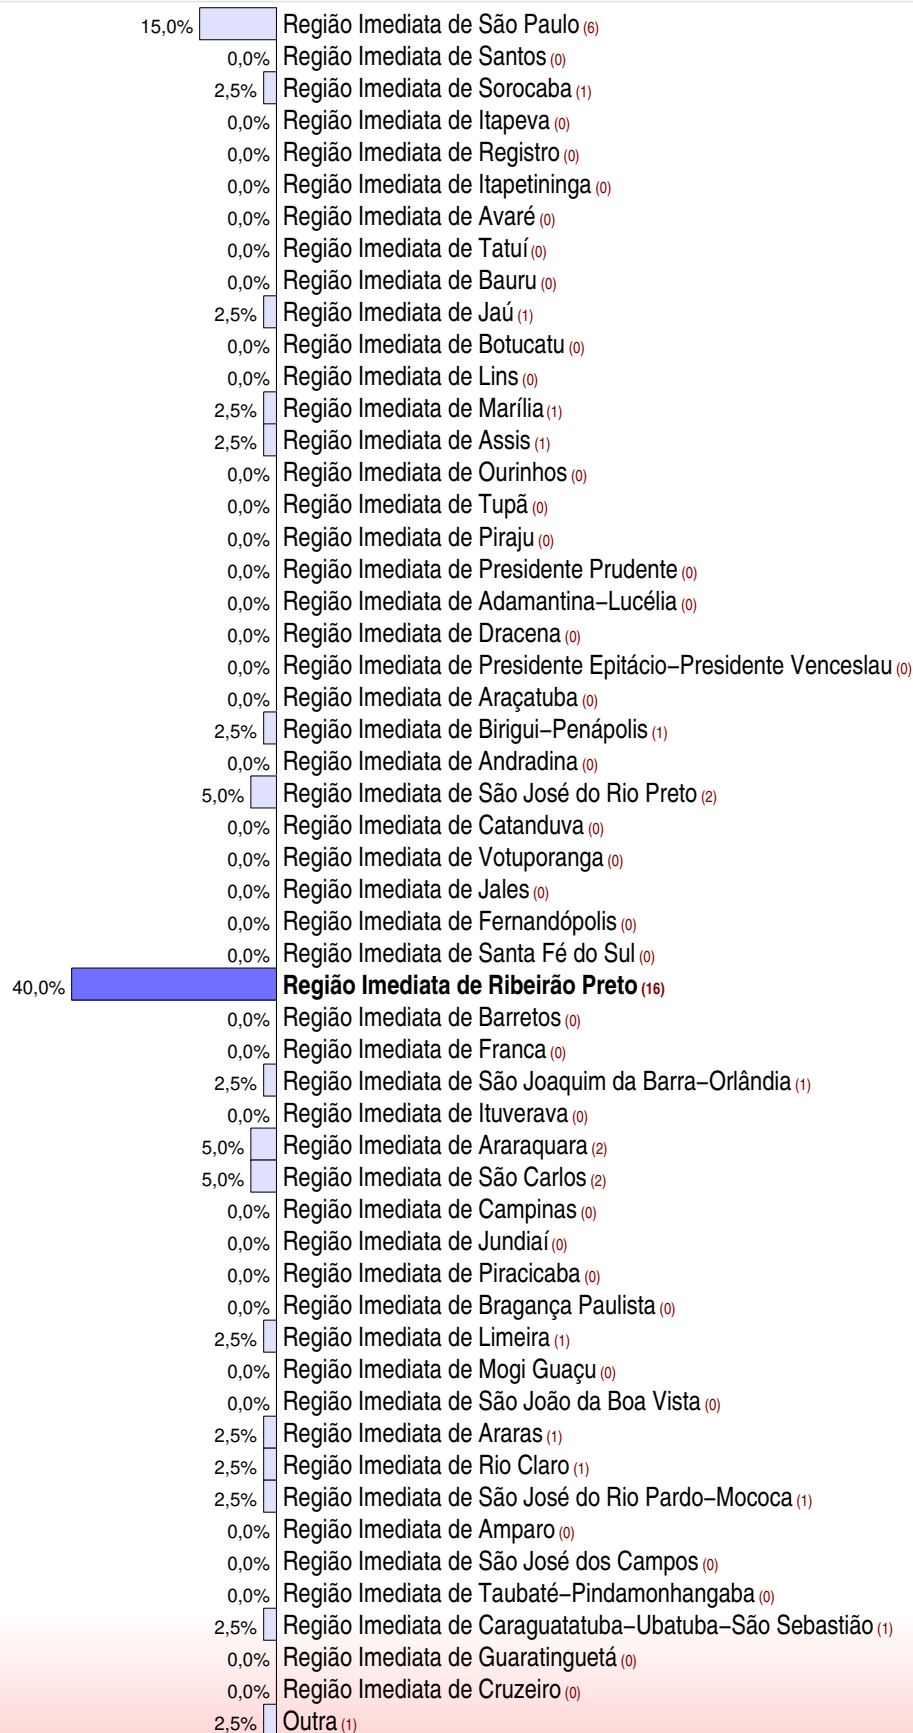 15,0% Região Imediata de São Paulo (6)
0,0% Região Imediata de Santos (0)
2,5% Região Imediata de Sorocaba (1)
0,0% Região Imediata de Itapeva (0)
0,0% Região Imediata de Registro (0)
0,0% Região Imediata de Itapetininga (0)
0,0% Região Imediata de Avaré (0)
0,0% Região Imediata de Tatuí (0)
0,0% Região Imediata de Bauru (0)
2,5% Região Imediata de Jaú (1)
0,0% Região Imediata de Botucatu (0)
0,0% Região Imediata de Lins (0)
2,5% Região Imediata de Marília (1)
2,5% Região Imediata de Assis (1)
0,0% Região Imediata de Ourinhos (0)
0,0% Região Imediata de Tupã (0)
0,0% Região Imediata de Piraju (0)
0,0% Região Imediata de Presidente Prudente (0)
0,0% Região Imediata de Adamantina−Lucélia (0)
0,0% Região Imediata de Dracena (0)
0,0% Região Imediata de Presidente Epitácio−Presidente Venceslau (0)
0,0% Região Imediata de Araçatuba (0)
2,5% Região Imediata de Birigui−Penápolis (1)
0,0% Região Imediata de Andradina (0)
5,0% Região Imediata de São José do Rio Preto (2)
0,0% Região Imediata de Catanduva (0)
0,0% Região Imediata de Votuporanga (0)
0,0% Região Imediata de Jales (0)
0,0% Região Imediata de Fernandópolis (0)
0,0% Região Imediata de Santa Fé do Sul (0)
40,0% Região Imediata de Ribeirão Preto (16)
0,0% Região Imediata de Barretos (0)
0,0% Região Imediata de Franca (0)
2,5% Região Imediata de São Joaquim da Barra−Orlândia (1)
0,0% Região Imediata de Ituverava (0)
5,0% Região Imediata de Araraquara (2)
5,0% Região Imediata de São Carlos (2)
0,0% Região Imediata de Campinas (0)
0,0% Região Imediata de Jundiaí (0)
0,0% Região Imediata de Piracicaba (0)
0,0% Região Imediata de Bragança Paulista (0)
2,5% Região Imediata de Limeira (1)
0,0% Região Imediata de Mogi Guaçu (0)
0,0% Região Imediata de São João da Boa Vista (0)
2,5% Região Imediata de Araras (1)
2,5% Região Imediata de Rio Claro (1)
2,5% Região Imediata de São José do Rio Pardo−Mococa (1)
0,0% Região Imediata de Amparo (0)
0,0% Região Imediata de São José dos Campos (0)
0,0% Região Imediata de Taubaté−Pindamonhangaba (0)
2,5% Região Imediata de Caraguatatuba−Ubatuba−São Sebastião (1)
0,0% Região Imediata de Guaratinguetá (0)
0,0% Região Imediata de Cruzeiro (0)
2,5% Outra (1)